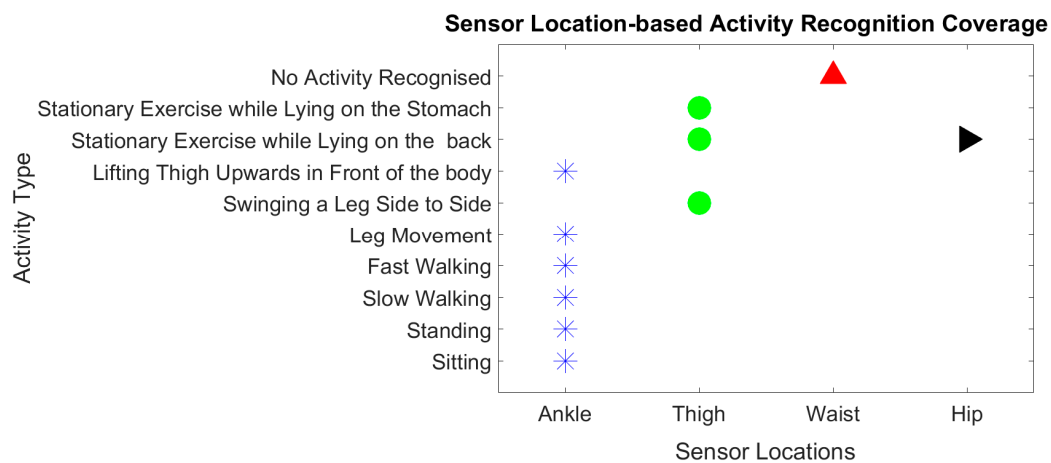 Sensor Location-based Activity Recognition Coverage
No Activity Recognised
Stationary Exercise while Lying on the Stomach
Stationary Exercise while Lying on the  back
Lifting Thigh Upwards in Front of the body
Swinging a Leg Side to Side
Leg Movement
Fast Walking
Slow Walking
Standing
Sitting
Activity Type
Ankle Thigh Waist Hip
Sensor Locations